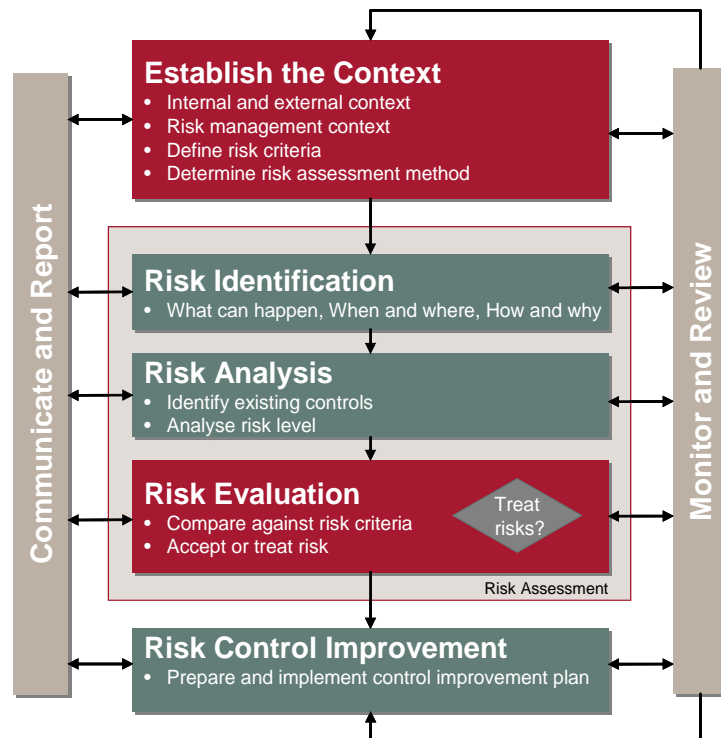 Establish the Context
• Internal and external context
• Risk management context
• Define risk criteria
• Determine risk assessment method
Communicate and Report
Monitor and Review
Risk Identification
• What can happen, When and where, How and why
Risk Analysis
• Identify existing controls
• Analyse risk level
Risk Evaluation
• Compare against risk criteria
• Accept or treat risk
Treat
risks?
Risk Assessment
Risk Control Improvement
• Prepare and implement control improvement plan